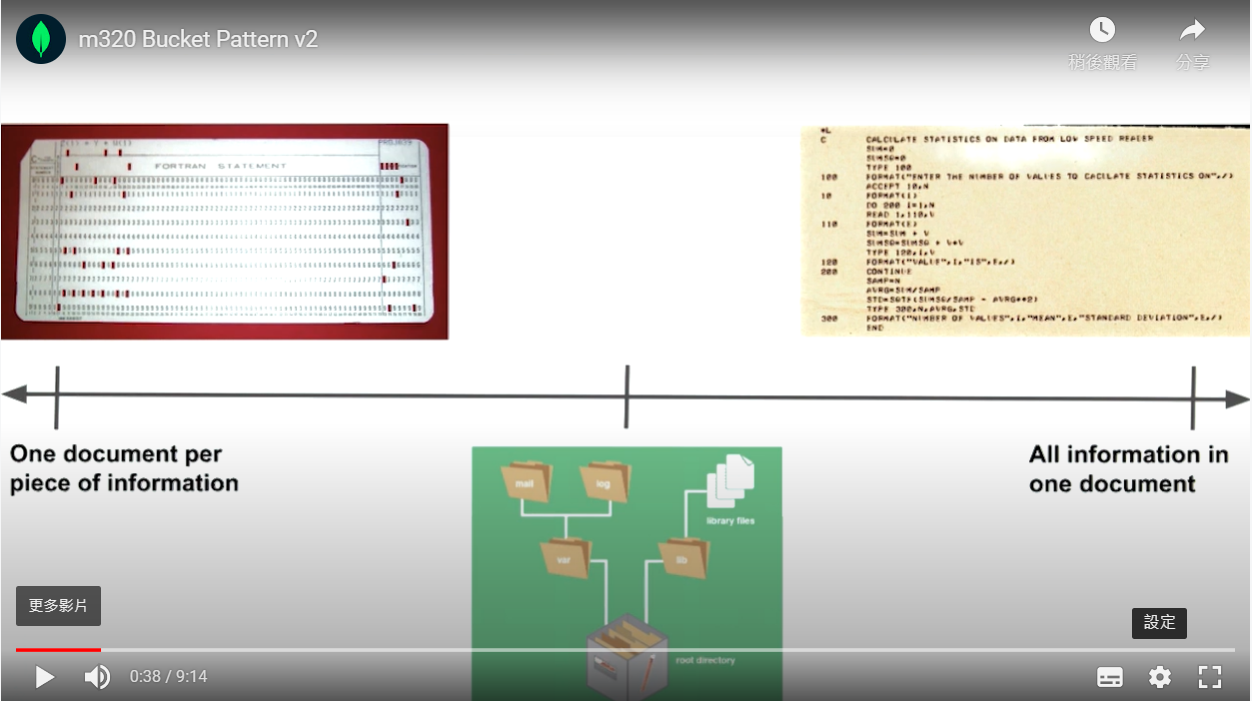 m320 Bucket Pattern v2
稍後觀看
分享
FORTRAN STATEMENT
C CALCULATE STATISTICS ON DATA FROM LOW SPEED READER
SUM=0
SUMSQ=0
TYPE 100
100 FORMAT("ENTER THE NUMBER OF VALUES TO CACILATE STATISTICS ON",/)
ACCEPT 10,N
10 FORMAT(I)
DO 200 I=1,N
READ 1,110,V
110 FORMAT(E)
SUM=SUM + V
SUMSQ=SUMSQ + V*V
TYPE 120,I,V
120 FORMAT("VALUE",I,"IS",E,/)
200 CONTINUE
SAMP=N
AVRG=SUM/SAMP
STD=SQTF(SUMSQ/SAMP - AVRG**2)
TYPE 300,N,AVRG,STD
300 FORMAT("NUMBER OF VALUES",I,"MEAN",E,"STANDARD DEVIATION",E,/)
END
One document per
piece of information
All information in
one document
mail
log
library files
var
lib
root directory
更多影片
設定
0:38 / 9:14